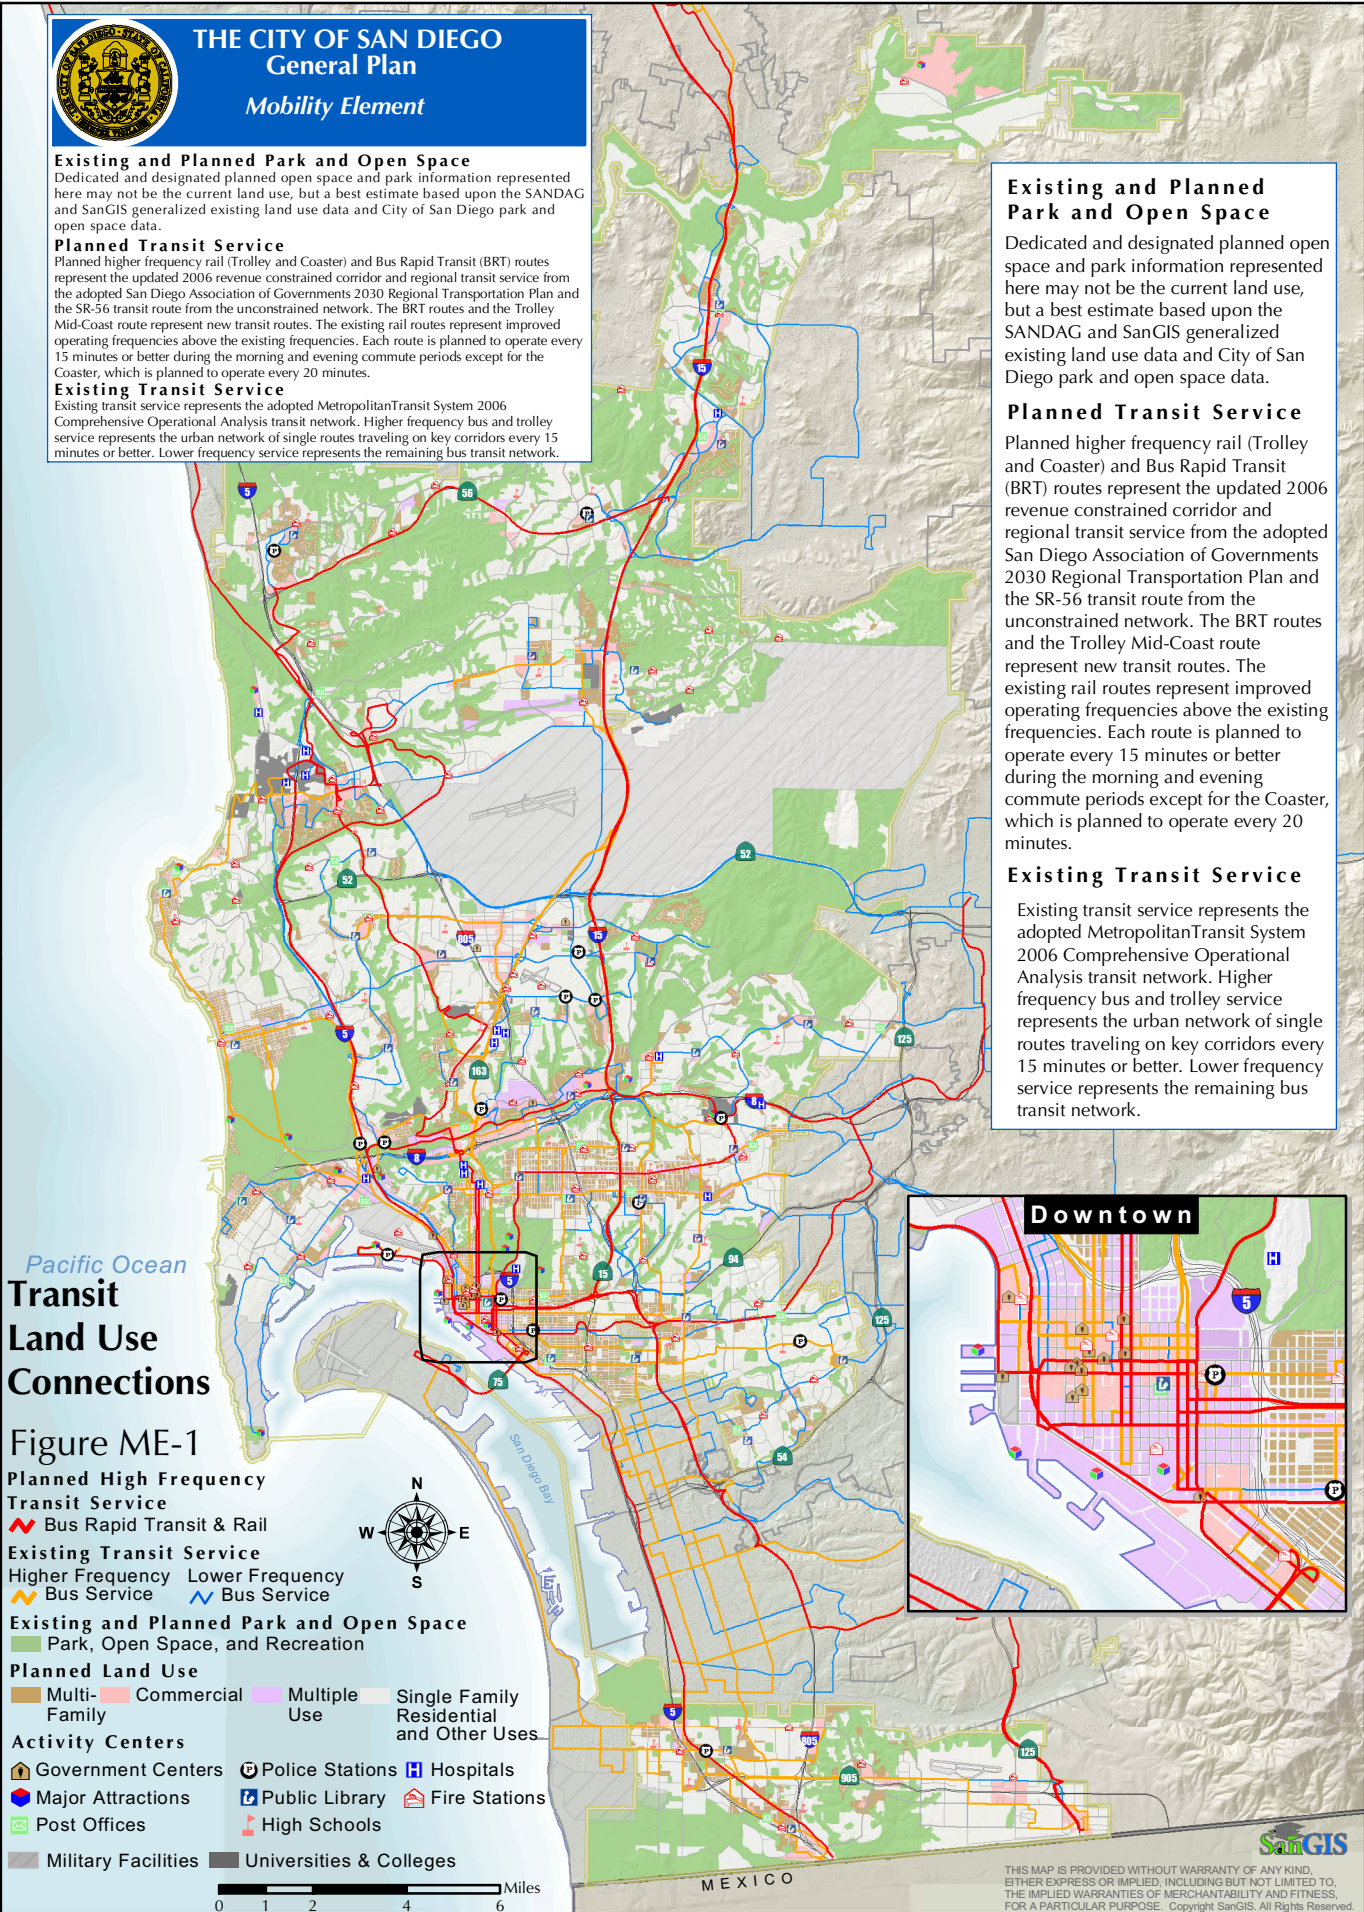 THE CITY OF SAN DIEGO
General Plan
Mobility Element
Existing and Planned Park and Open Space
Dedicated and designated planned open space and park information represented
here may not be the current land use, but a best estimate based upon the SANDAG
and SanGIS generalized existing land use data and City of San Diego park and
open space data.
Planned Transit Service
Planned higher frequency rail (Trolley and Coaster) and Bus Rapid Transit (BRT) routes
represent the updated 2006 revenue constrained corridor and regional transit service from
the adopted San Diego Association of Governments 2030 Regional Transportation Plan and
the SR-56 transit route from the unconstrained network. The BRT routes and the Trolley
Mid-Coast route represent new transit routes. The existing rail routes represent improved
operating frequencies above the existing frequencies. Each route is planned to operate every
15 minutes or better during the morning and evening commute periods except for the
Coaster, which is planned to operate every 20 minutes.
Existing Transit Service
Existing transit service represents the adopted MetropolitanTransit System 2006
Comprehensive Operational Analysis transit network. Higher frequency bus and trolley
service represents the urban network of single routes traveling on key corridors every 15
minutes or better. Lower frequency service represents the remaining bus transit network.
Existing and Planned
Park and Open Space
Dedicated and designated planned open
space and park information represented
here may not be the current land use,
but a best estimate based upon the
SANDAG and SanGIS generalized
existing land use data and City of San
Diego park and open space data.
Planned Transit Service
Planned higher frequency rail (Trolley
and Coaster) and Bus Rapid Transit
(BRT) routes represent the updated 2006
revenue constrained corridor and
regional transit service from the adopted
San Diego Association of Governments
2030 Regional Transportation Plan and
the SR-56 transit route from the
unconstrained network. The BRT routes
and the Trolley Mid-Coast route
represent new transit routes. The
existing rail routes represent improved
operating frequencies above the existing
frequencies. Each route is planned to
operate every 15 minutes or better
during the morning and evening
commute periods except for the Coaster,
which is planned to operate every 20
minutes.
Existing Transit Service
Existing transit service represents the
adopted MetropolitanTransit System
2006 Comprehensive Operational
Analysis transit network. Higher
frequency bus and trolley service
represents the urban network of single
routes traveling on key corridors every
15 minutes or better. Lower frequency
service represents the remaining bus
transit network.
15
5
56
52
52
805
15
5
125
163
8
8
94
15
5
125
75
54
5
805
125
905
Downtown
5
Pacific Ocean
San Diego Bay
MEXICO
Transit
Land Use
Connections
Figure ME-1
Planned High Frequency
Transit Service
Bus Rapid Transit & Rail
Existing Transit Service
Higher Frequency Lower Frequency
Bus Service Bus Service
Existing and Planned Park and Open Space
Park, Open Space, and Recreation
Planned Land Use
Multi-Family
Commercial
Multiple Use
Single Family
Residential
and Other Uses
Activity Centers
Government Centers Police Stations Hospitals
Major Attractions Public Library Fire Stations
Post Offices High Schools
Military Facilities Universities & Colleges
Miles
0 1 2 4 6
N
W E
S
SanGIS
THIS MAP IS PROVIDED WITHOUT WARRANTY OF ANY KIND,
EITHER EXPRESS OR IMPLIED, INCLUDING BUT NOT LIMITED TO,
THE IMPLIED WARRANTIES OF MERCHANTABILITY AND FITNESS,
FOR A PARTICULAR PURPOSE. Copyright SanGIS. All Rights Reserved.